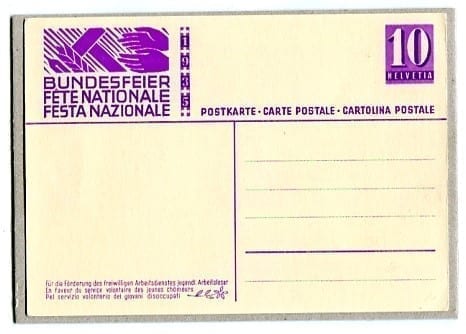 BUNDESFEIER
FÊTE NATIONALE
FESTA NAZIONALE
1935
10
HELVETIA
POSTKARTE · CARTE POSTALE · CARTOLINA POSTALE
Für die Förderung des freiwilligen Arbeitsdienstes jugendl. Arbeitsloser
En faveur du service volontaire des jeunes chômeurs
Pel servizio volontario dei giovani disoccupati